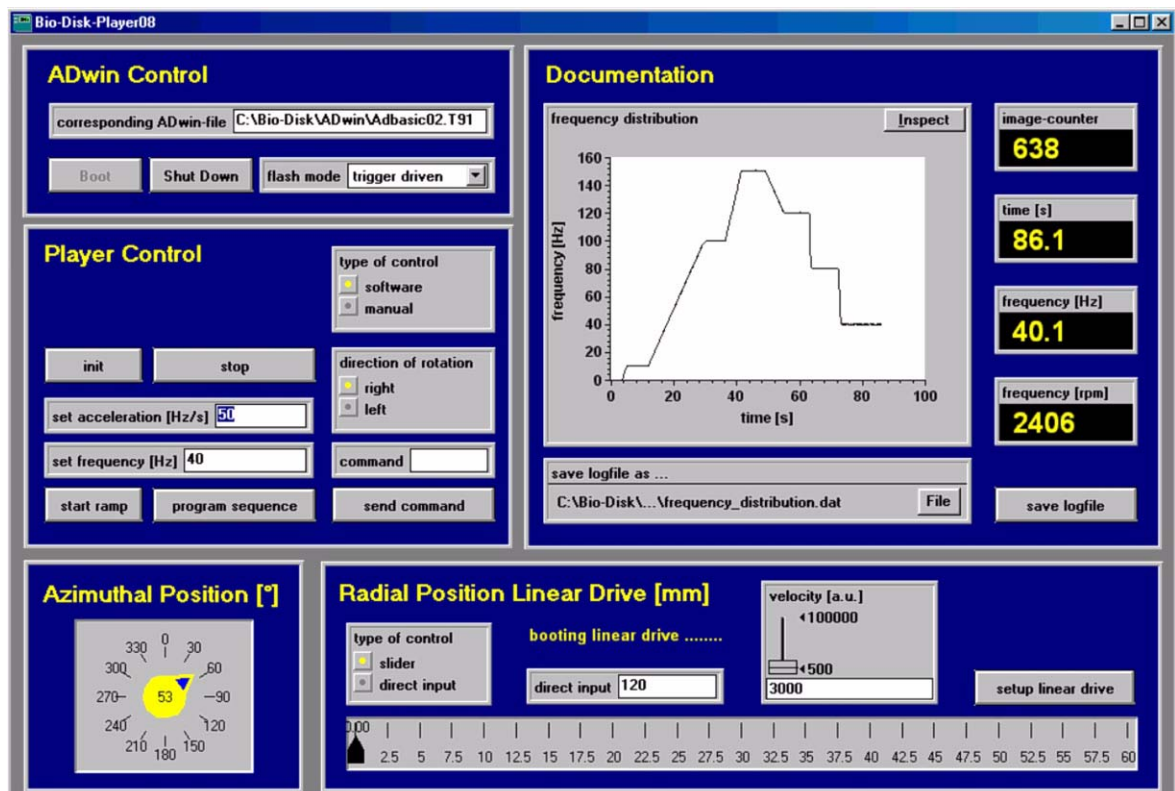 Bio-Disk-Player08
ADwin Control
corresponding ADwin-file C:\Bio-Disk\ADwin\Adbasic02.T91
Boot Shut Down flash mode trigger driven
Player Control
type of control
software
manual
init stop
direction of rotation
right
left
set acceleration [Hz/s] 50
set frequency [Hz] 40
command
start ramp program sequence send command
Documentation
frequency distribution Inspect
160
140
120
100
80
60
40
20
0
frequency [Hz]
0 20 40 60 80 100
time [s]
image-counter
638
time [s]
86.1
frequency [Hz]
40.1
frequency [rpm]
2406
save logfile as ...
C:\Bio-Disk\...\frequency_distribution.dat File
save logfile
Azimuthal Position [°]
0
330 30
300 60
270 53 90
240 120
210 150
180
Radial Position Linear Drive [mm]
type of control
slider
direct input
booting linear drive ........
direct input 120
velocity [a.u.]
100000
500
3000
setup linear drive
0.00
2.5 5 7.5 10 12.5 15 17.5 20 22.5 25 27.5 30 32.5 35 37.5 40 42.5 45 47.5 50 52.5 55 57.5 60